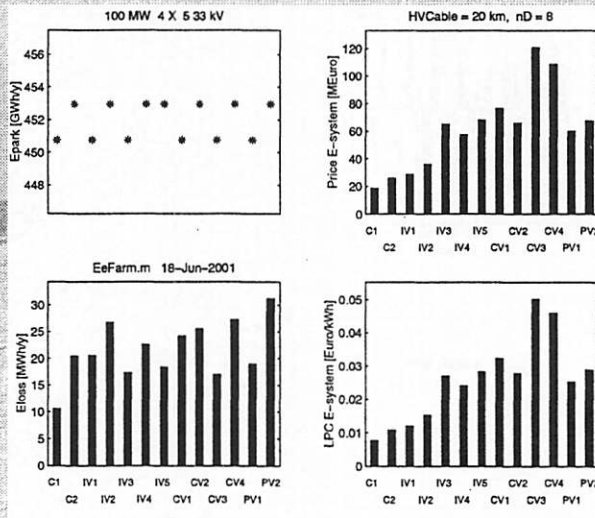 100 MW 4 X 5 33 kV
Epark [GWh/y]
456
454
452
450
448
HVCable = 20 km, nD = 8
Price E-system [MEuro]
120
100
80
60
40
20
0
C1 IV1 IV3 IV5 CV2 CV4 PV2
C2 IV2 IV4 CV1 CV3 PV1
EeFarm.m 18-Jun-2001
Eloss [MWh/y]
30
25
20
15
10
5
0
C1 IV1 IV3 IV5 CV2 CV4 PV2
C2 IV2 IV4 CV1 CV3 PV1
LPC E-system [Euro/kWh]
0.05
0.04
0.03
0.02
0.01
0
C1 IV1 IV3 IV5 CV2 CV4 PV2
C2 IV2 IV4 CV1 CV3 PV1